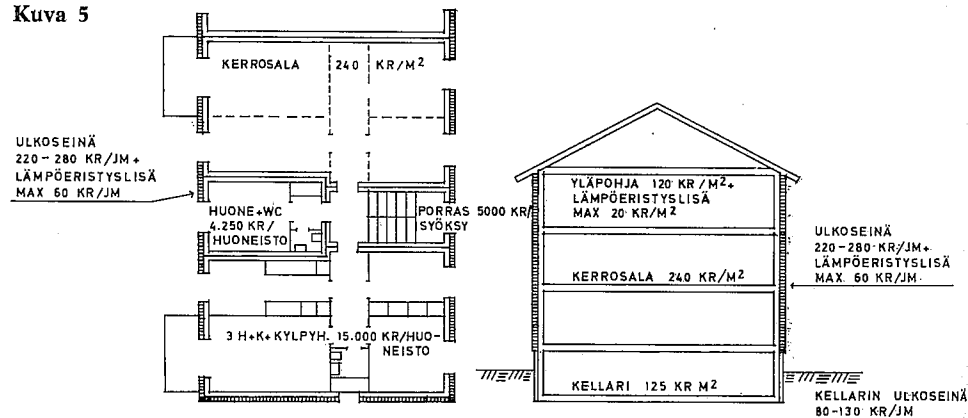 Kuva 5
KERROSALA 240 KR/M²
ULKOSEINÄ
220-280 KR/JM+
LÄMPÖERISTYSLISÄ
MAX 60 KR/JM
HUONE+WC
4.250 KR/
HUONEISTO
PORRAS 5000 KR/
SYÖKSY
3 H+K+KYLPYH. 15.000 KR/HUO-
NEISTO
YLÄPOHJA 120 KR/M²+
LÄMPÖERISTYSLISÄ
MAX 20 KR/M²
KERROSALA 240 KR/M²
KELLARI 125 KR M²
ULKOSEINÄ
220-280 KR/JM+
LÄMPÖERISTYSLISÄ
MAX. 60 KR/JM
KELLARIN ULKOSEINÄ
80-130 KR/JM